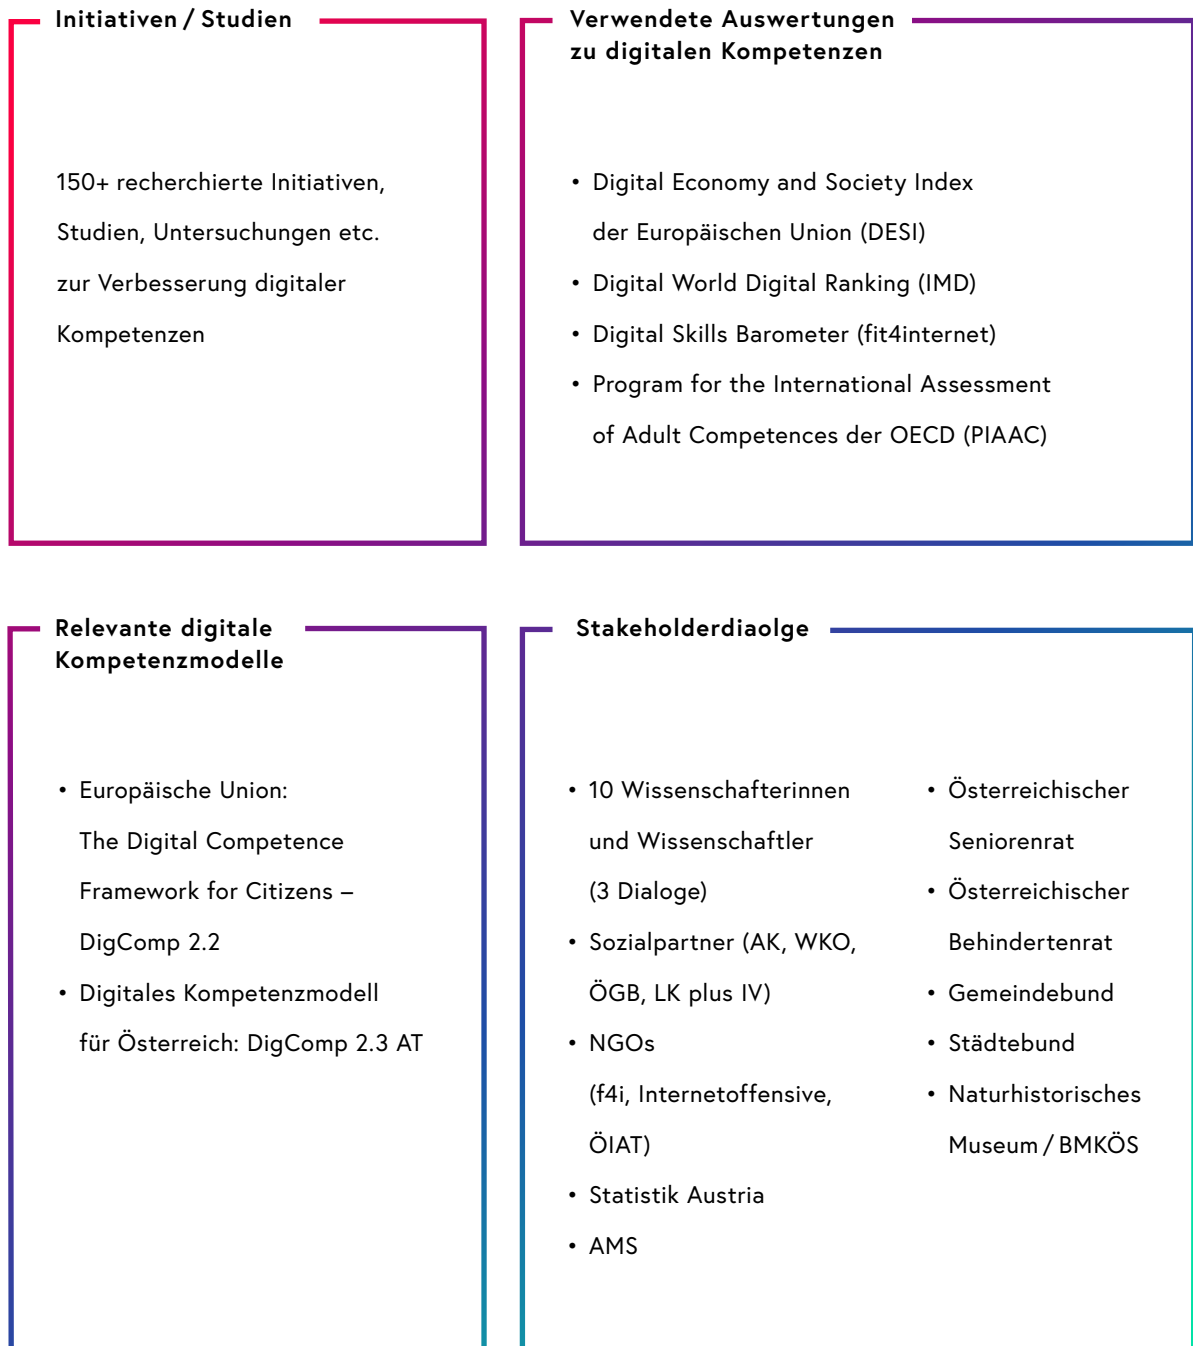 Initiativen / Studien
150+ recherchierte Initiativen,
Studien, Untersuchungen etc.
zur Verbesserung digitaler
Kompetenzen
Verwendete Auswertungen
zu digitalen Kompetenzen
• Digital Economy and Society Index
der Europäischen Union (DESI)
• Digital World Digital Ranking (IMD)
• Digital Skills Barometer (fit4internet)
• Program for the International Assessment
of Adult Competences der OECD (PIAAC)
Relevante digitale
Kompetenzmodelle
• Europäische Union:
The Digital Competence
Framework for Citizens –
DigComp 2.2
• Digitales Kompetenzmodell
für Österreich: DigComp 2.3 AT
Stakeholderdiaolge
• 10 Wissenschafterinnen
und Wissenschaftler
(3 Dialoge)
• Sozialpartner (AK, WKO,
ÖGB, LK plus IV)
• NGOs
(f4i, Internetoffensive,
ÖIAT)
• Statistik Austria
• AMS
• Österreichischer
Seniorenrat
• Österreichischer
Behindertenrat
• Gemeindebund
• Städtebund
• Naturhistorisches
Museum / BMKÖS